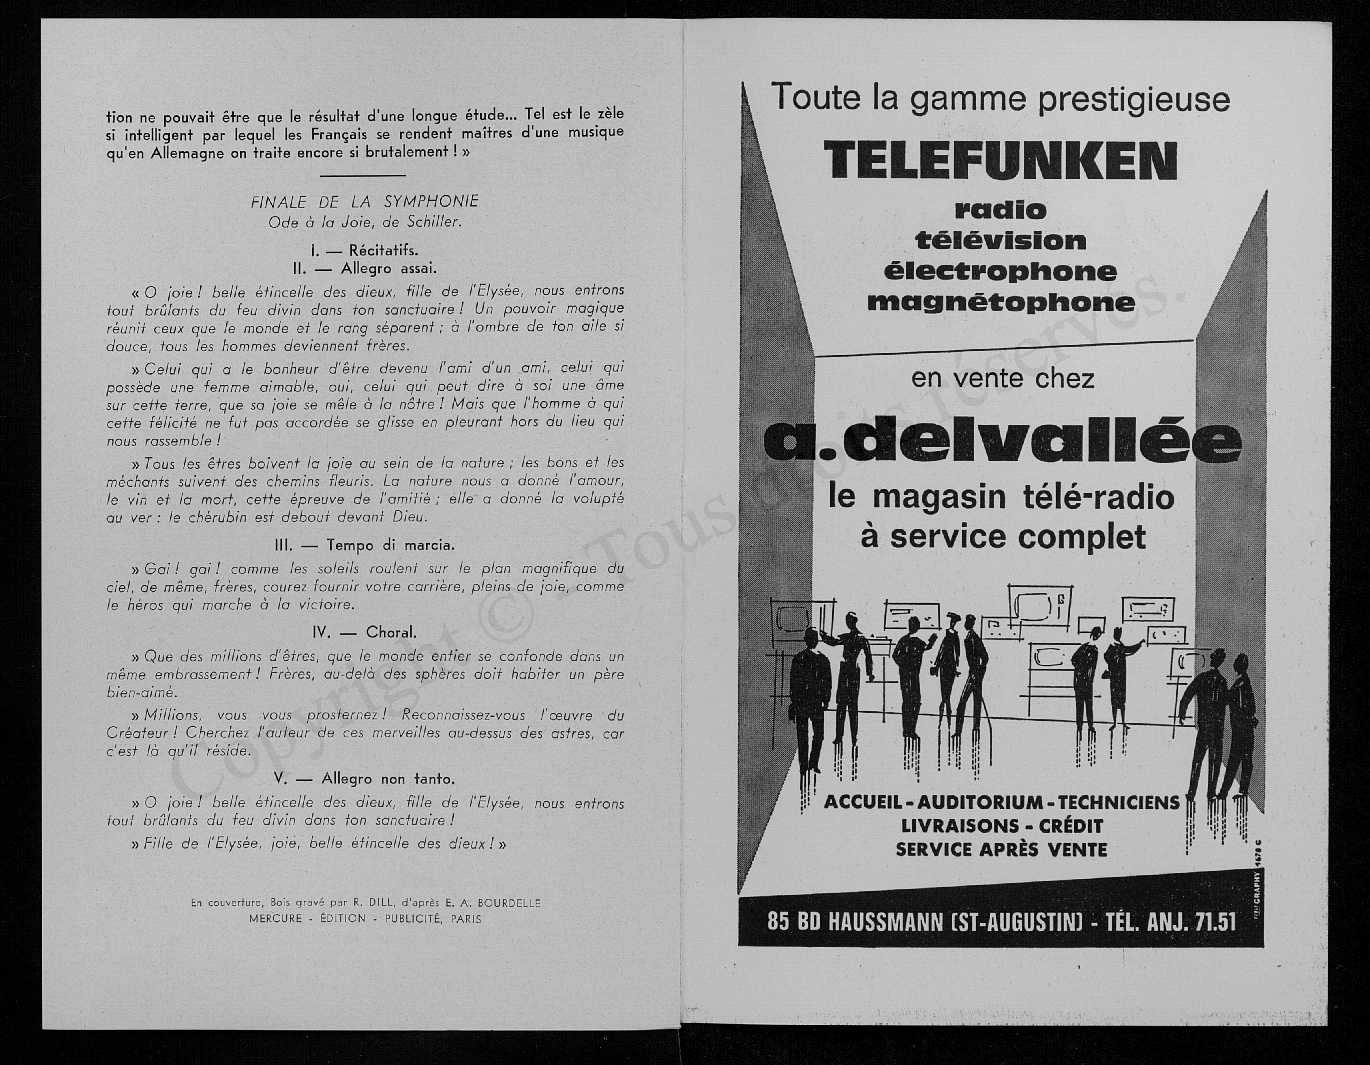 tion ne pouvait être que le résultat d'une longue étude... Tel est le zèle
si intelligent par lequel les Français se rendent maîtres d'une musique
qu'en Allemagne on traite encore si brutalement ! »
FINALE DE LA SYMPHONIE
Ode à la Joie, de Schiller.
I. — Récitatifs.
II. — Allegro assai.
« O joie ! belle étincelle des dieux, fille de l'Elysée, nous entrons
tout brûlants du feu divin dans ton sanctuaire ! Un pouvoir magique
réunit ceux que le monde et le rang séparent ; à l'ombre de ton aile si
douce, tous les hommes deviennent frères.
» Celui qui a le bonheur d'être devenu l'ami d'un ami, celui qui
possède une femme aimable, oui, celui qui peut dire à soi une âme
sur cette terre, que sa joie se mêle à la nôtre ! Mais que l'homme à qui
cette félicité ne fut pas accordée se glisse en pleurant hors du lieu qui
nous rassemble !
» Tous les êtres boivent la joie au sein de la nature ; les bons et les
méchants suivent des chemins fleuris. La nature nous a donné l'amour,
le vin et la mort, cette épreuve de l'amitié ; elle a donné la volupté
au ver : le chérubin est debout devant Dieu.
III. — Tempo di marcia.
» Gai ! gai ! comme les soleils roulent sur le plan magnifique du
ciel, de même, frères, courez fournir votre carrière, pleins de joie, comme
le héros qui marche à la victoire.
IV. — Choral.
» Que des millions d'êtres, que le monde entier se confonde dans un
même embrassement ! Frères, au-delà des sphères doit habiter un père
bien-aimé.
» Millions, vous vous prosternez ! Reconnaissez-vous l'œuvre du
Créateur ! Cherchez l'auteur de ces merveilles au-dessus des astres, car
c'est là qu'il réside.
V. — Allegro non tanto.
» O joie ! belle étincelle des dieux, fille de l'Elysée, nous entrons
tout brûlants du feu divin dans ton sanctuaire !
» Fille de l'Elysée, joie, belle étincelle des dieux ! »
En couverture, Bois gravé par R. DILL, d'après E. A. BOURDELLE
MERCURE - ÉDITION - PUBLICITÉ, PARIS
Toute la gamme prestigieuse
TELEFUNKEN
radio
télévision
électrophone
magnétophone
en vente chez
a.delvallée
le magasin télé-radio
à service complet
ACCUEIL - AUDITORIUM - TECHNICIENS
LIVRAISONS - CRÉDIT
SERVICE APRÈS VENTE
GRAPHY 1678 G
85 BD HAUSSMANN (ST-AUGUSTIN) - TÉL. ANJ. 71.51
Copyright © - Tous droits réservés.